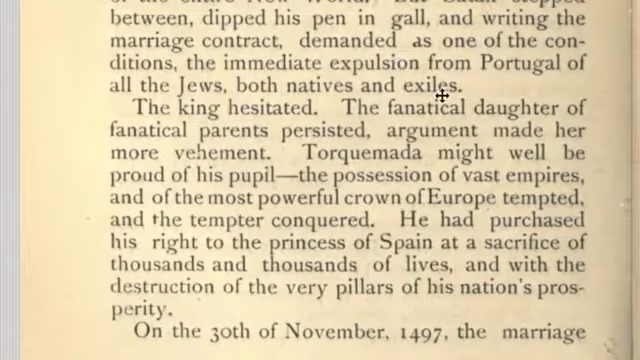 between, dipped his pen in gall, and writing the
marriage contract, demanded as one of the con-
ditions, the immediate expulsion from Portugal of
all the Jews, both natives and exiles.
The king hesitated. The fanatical daughter of
fanatical parents persisted, argument made her
more vehement. Torquemada might well be
proud of his pupil—the possession of vast empires,
and of the most powerful crown of Europe tempted,
and the tempter conquered. He had purchased
his right to the princess of Spain at a sacrifice of
thousands and thousands of lives, and with the
destruction of the very pillars of his nation's pros-
perity.
On the 30th of November, 1497, the marriage